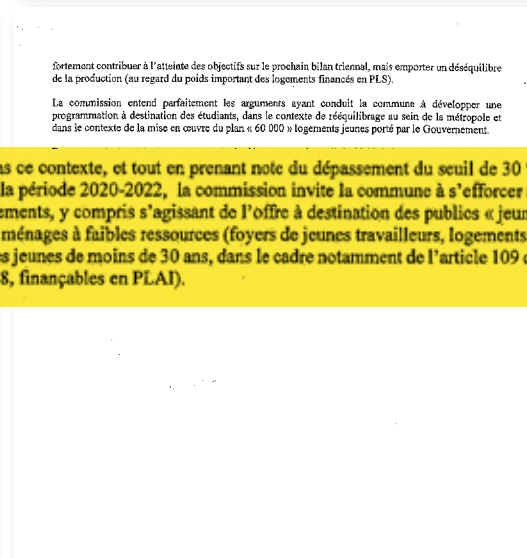 fortement contribuer à l'atteinte des objectifs sur le prochain bilan triennal, mais emporter un déséquilibre
de la production (au regard du poids important des logements financés en PLS).
La commission entend parfaitement les arguments ayant conduit la commune à développer une
programmation à destination des étudiants, dans le contexte de rééquilibrage au sein de la métropole et
dans le contexte de la mise en œuvre du plan « 60 000 » logements jeunes porté par le Gouvernement.
ns ce contexte, et tout en prenant note du dépassement du seuil de 30
la période 2020-2022, la commission invite la commune à s'efforcer
ements, y compris s'agissant de l'offre à destination des publics « jeun
ménages à faibles ressources (foyers de jeunes travailleurs, logements
s jeunes de moins de 30 ans, dans le cadre notamment de l'article 109
8, finançables en PLAI).